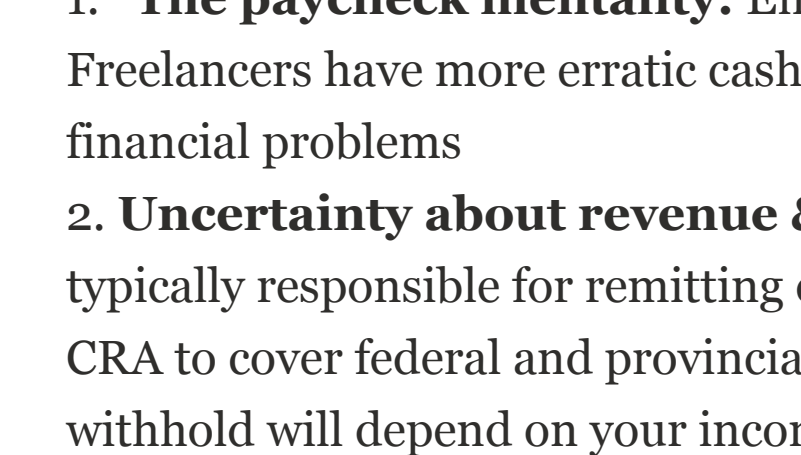 1. The paycheck mentality:
Freelancers have more erratic cash
financial problems
2. Uncertainty about revenue &
typically responsible for remitting
CRA to cover federal and provincia
withhold will depend on your incor